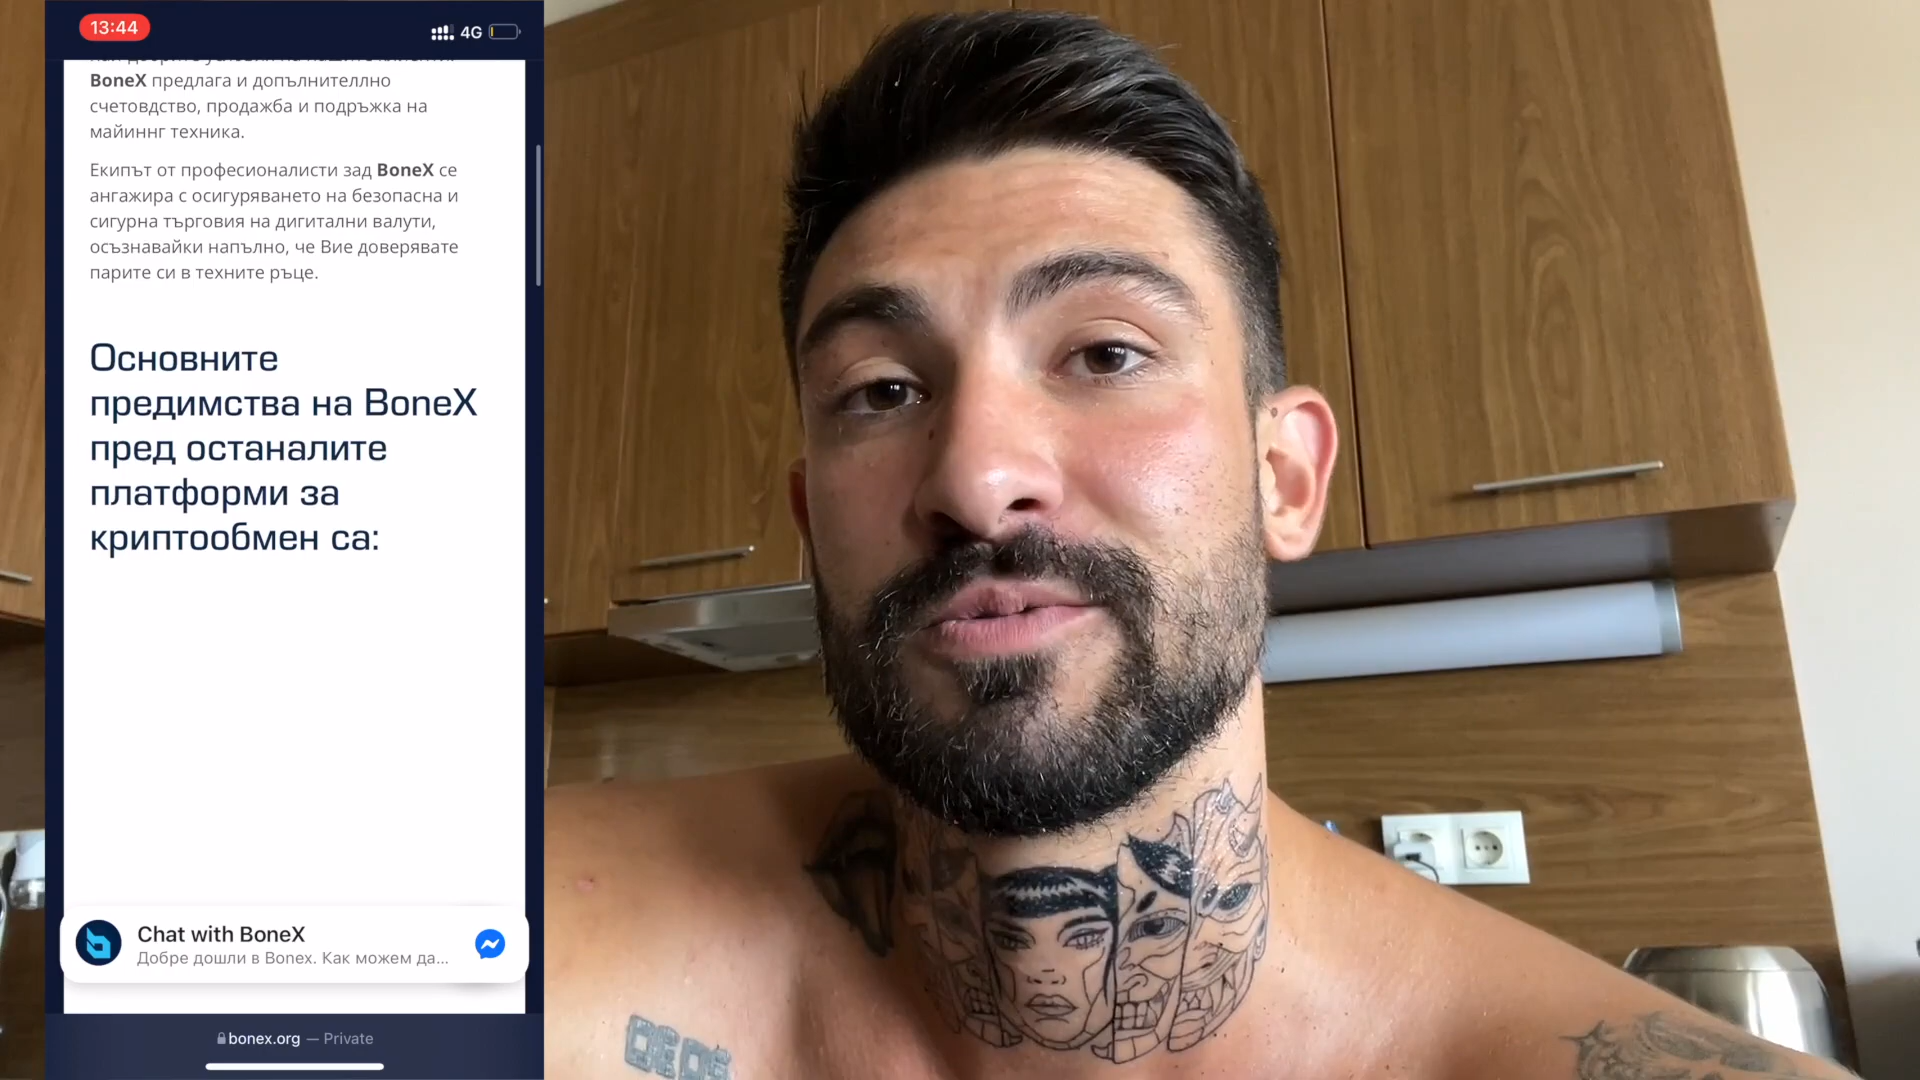 13:44
4G
BoneX предлага и допълнителлно
счетовдство, продажба и подръжка на
майиннг техника.
Екипът от професионалисти зад BoneX се
ангажира с осигуряването на безопасна и
сигурна търговия на дигитални валути,
осъзнавайки напълно, че Вие доверявате
парите си в техните ръце.
Основните
предимства на BoneX
пред останалите
платформи за
криптообмен са:
Chat with BoneX
Добре дошли в Bonex. Как можем да...
bonex.org — Private